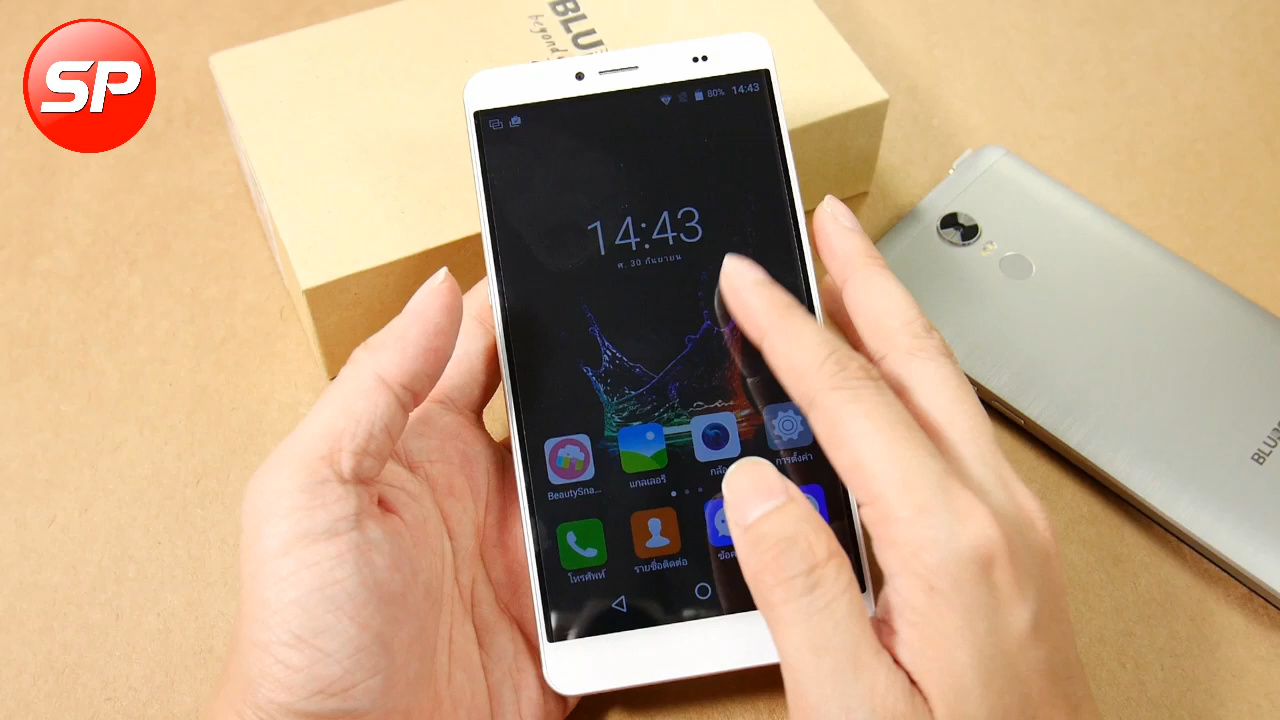 SP
BLU
beyond
80% 14:43
14:43
ศ. 30 กันยายน
BeautySna...
แกลเลอรี
การตั้งค่า
โทรศัพท์
รายชื่อติดต่อ
BLU